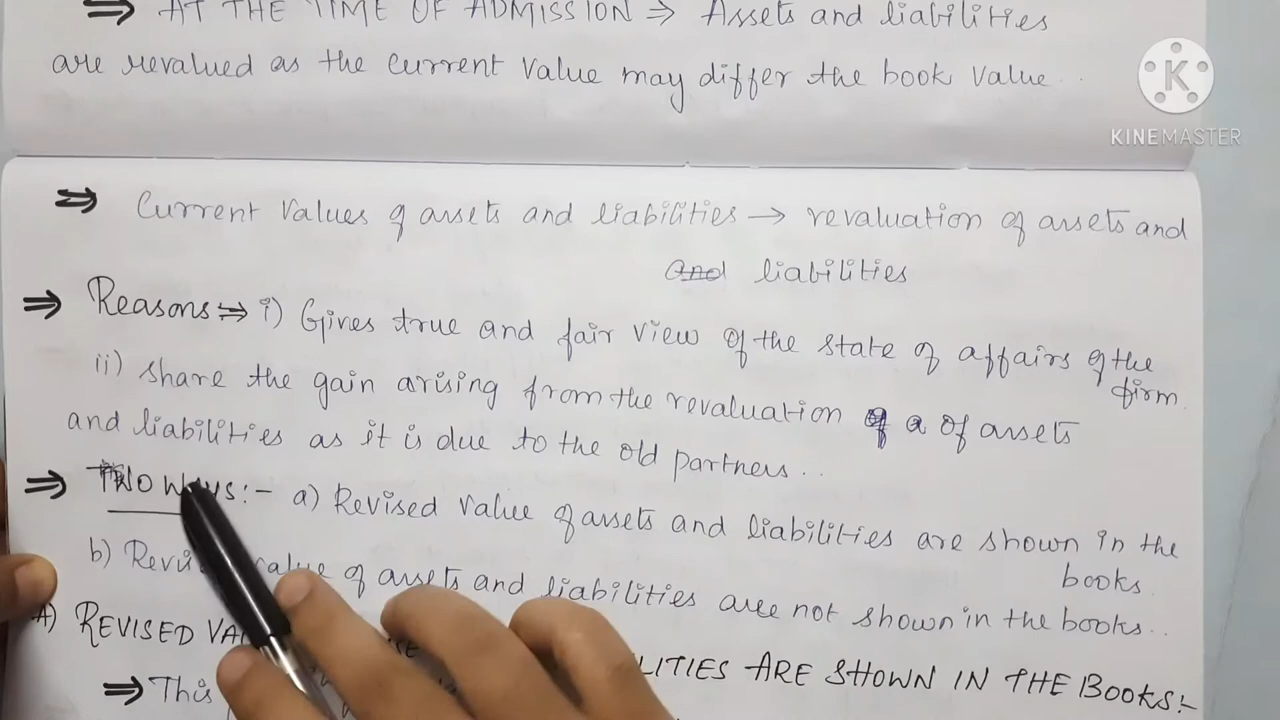 ⇒ AT THE TIME OF ADMISSION ⇒ Assets and liabilities
are revalued as the current value may differ the book value..
K
KINEMASTER
⇒ Current values of assets and liabilities → revaluation of assets and
and liabilities
⇒ Reasons ⇒ i) Gives true and fair view of the state of affairs of the
firm
ii) share the gain arising from the revaluation of a of assets
and liabilities as it is due to the old partners...
⇒ TWO WAYS:- a) Revised value of assets and liabilities are shown in the
books.
b) value of assets and liabilities are not shown in the books..
A) REVISED LITIES ARE SHOWN IN THE BOOKS:-
⇒ This